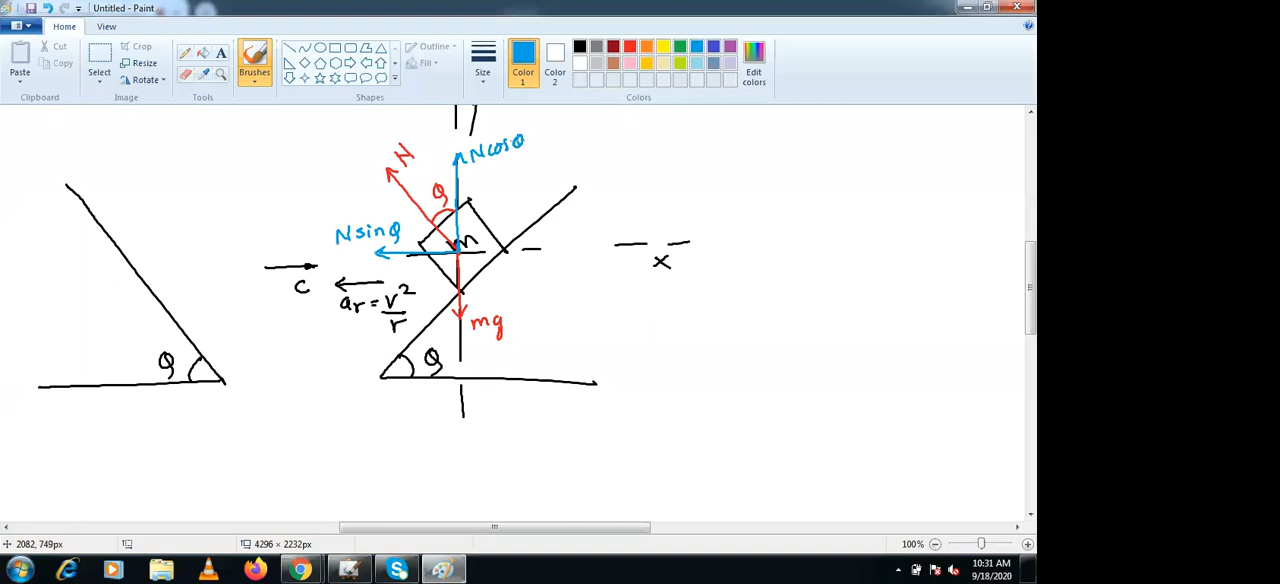 Untitled - Paint
Home View
Paste
Cut
Copy
Clipboard
Select
Crop
Resize
Rotate
Image
A
Tools
Brushes
Outline
Fill
Shapes
Size
Color 1
Color 2
Edit colors
Colors
N cosθ
N
θ
N sinθ
m
C
ar = v²/r
mg
x
θ
θ
2082, 749px
4296 × 2232px
100%
10:31 AM
9/18/2020